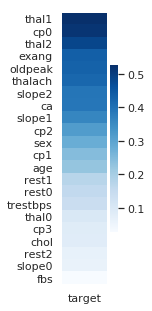 thal1
cp0
thal2
exang
oldpeak
thalach
slope2
ca
slope1
cp2
sex
cp1
age
rest1
rest0
trestbps
thal0
cp3
chol
rest2
slope0
fbs
target
0.5
0.4
0.3
0.2
0.1